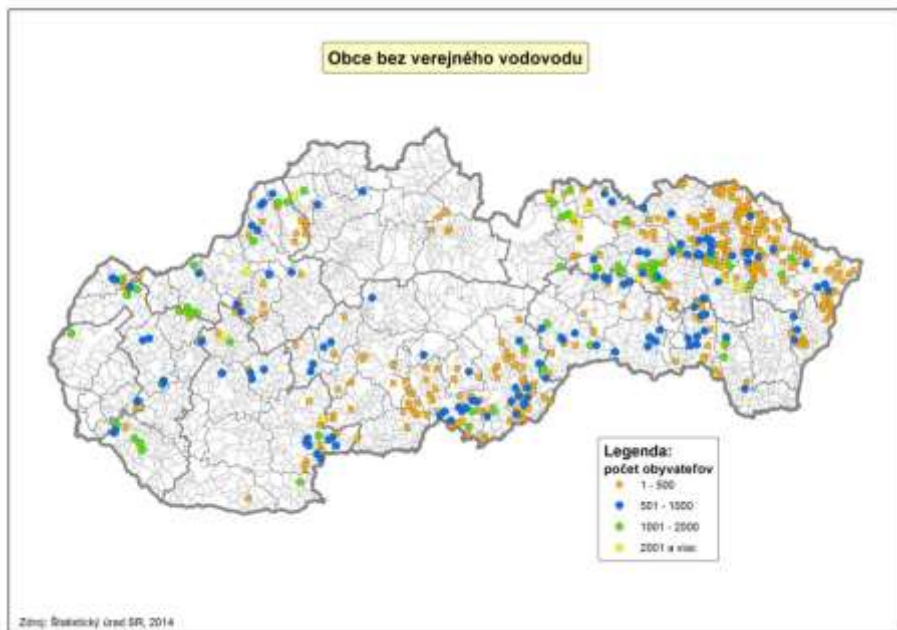 Obce bez verejného vodovodu
Legenda:
počet obyvateľov
1 - 500
501 - 1000
1001 - 2000
2001 a viac
Zdroj: Štatistický úrad SR, 2014